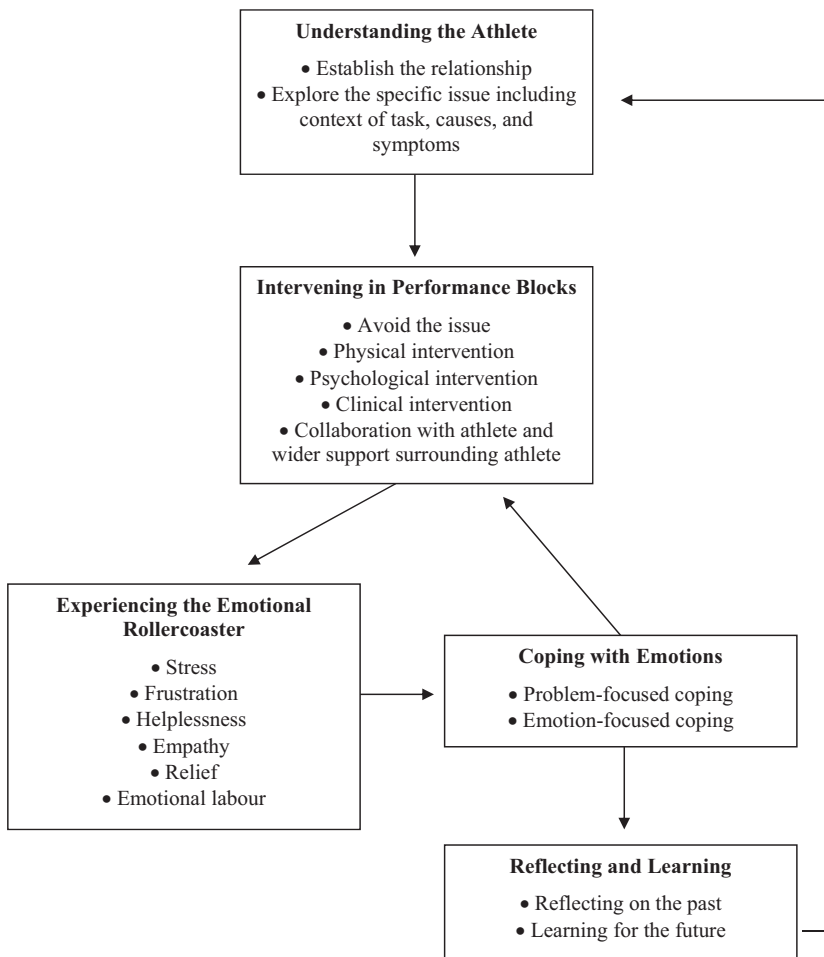 Understanding the Athlete
• Establish the relationship
• Explore the specific issue including
context of task, causes, and
symptoms
Intervening in Performance Blocks
• Avoid the issue
• Physical intervention
• Psychological intervention
• Clinical intervention
• Collaboration with athlete and
wider support surrounding athlete
Experiencing the Emotional
Rollercoaster
• Stress
• Frustration
• Helplessness
• Empathy
• Relief
• Emotional labour
Coping with Emotions
• Problem-focused coping
• Emotion-focused coping
Reflecting and Learning
• Reflecting on the past
• Learning for the future